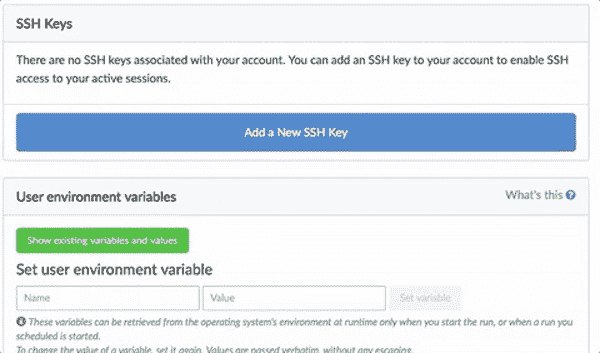 SSH Keys
There are no SSH keys associated with your account. You can add an SSH key to your account to enable SSH
access to your active sessions.
Add a New SSH Key
User environment variables
What's this
Show existing variables and values
Set user environment variable
Name
Value
Set variable
These variables can be retrieved from the operating system's environment at runtime only when you start the run, or when a run you
scheduled is started.
To change the value of a variable, set it again. Values are passed verbatim, without any escaping.